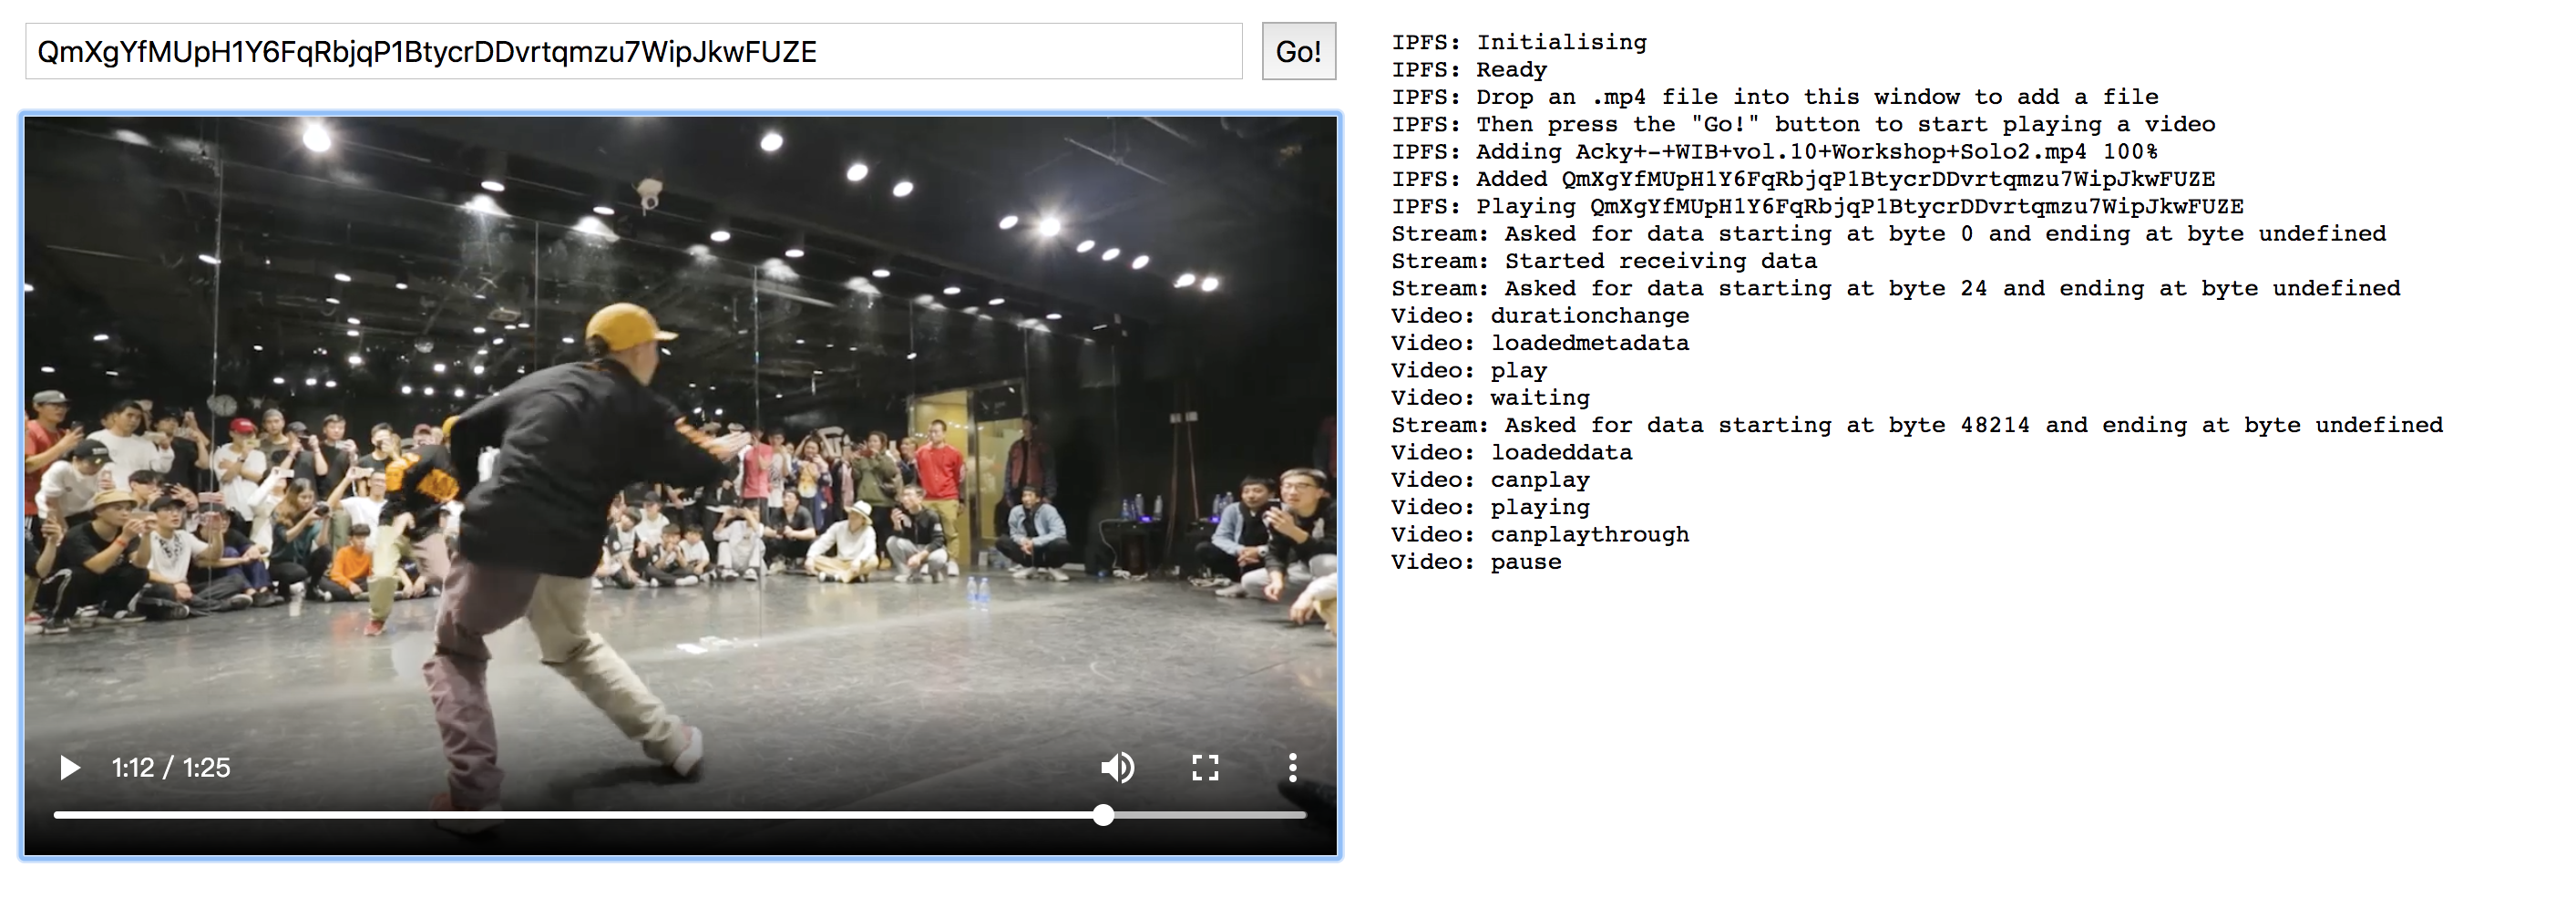 QmXgYfMUpH1Y6FqRbjqP1BtycrDDvrtqmzu7WipJkwFUZE
Go!
1:12 / 1:25
IPFS: Initialising
IPFS: Ready
IPFS: Drop an .mp4 file into this window to add a file
IPFS: Then press the "Go!" button to start playing a video
IPFS: Adding Acky+-+WIB+vol.10+Workshop+Solo2.mp4 100%
IPFS: Added QmXgYfMUpH1Y6FqRbjqP1BtycrDDvrtqmzu7WipJkwFUZE
IPFS: Playing QmXgYfMUpH1Y6FqRbjqP1BtycrDDvrtqmzu7WipJkwFUZE
Stream: Asked for data starting at byte 0 and ending at byte undefined
Stream: Started receiving data
Stream: Asked for data starting at byte 24 and ending at byte undefined
Video: durationchange
Video: loadedmetadata
Video: play
Video: waiting
Stream: Asked for data starting at byte 48214 and ending at byte undefined
Video: loadeddata
Video: canplay
Video: playing
Video: canplaythrough
Video: pause